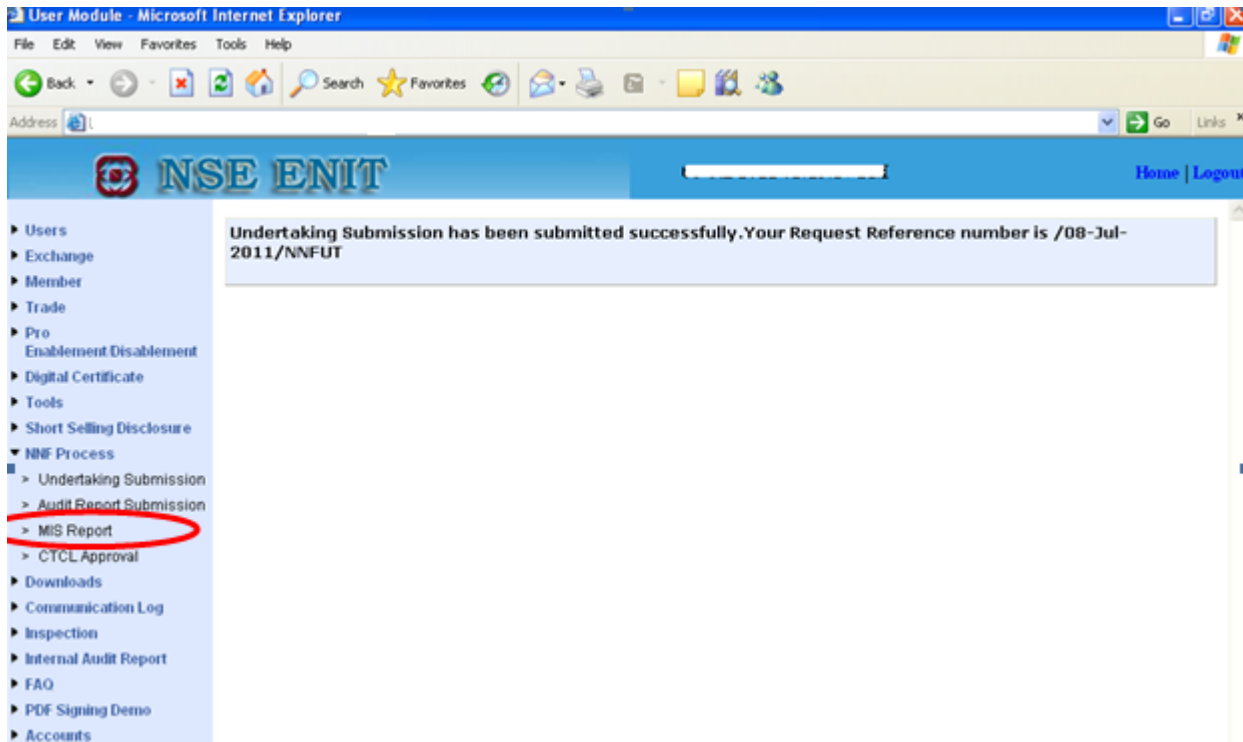 User Module - Microsoft Internet Explorer
File Edit View Favorites Tools Help
Back Search Favorites
Address Go Links
NSE ENIT
Home | Logout
Undertaking Submission has been submitted successfully.Your Request Reference number is /08-Jul-
2011/NNFUT
Users
Exchange
Member
Trade
Pro
Enablement/Disablement
Digital Certificate
Tools
Short Selling Disclosure
NNF Process
> Undertaking Submission
> Audit Report Submission
> MIS Report
> CTCL Approval
Downloads
Communication Log
Inspection
Internal Audit Report
FAQ
PDF Signing Demo
Accounts